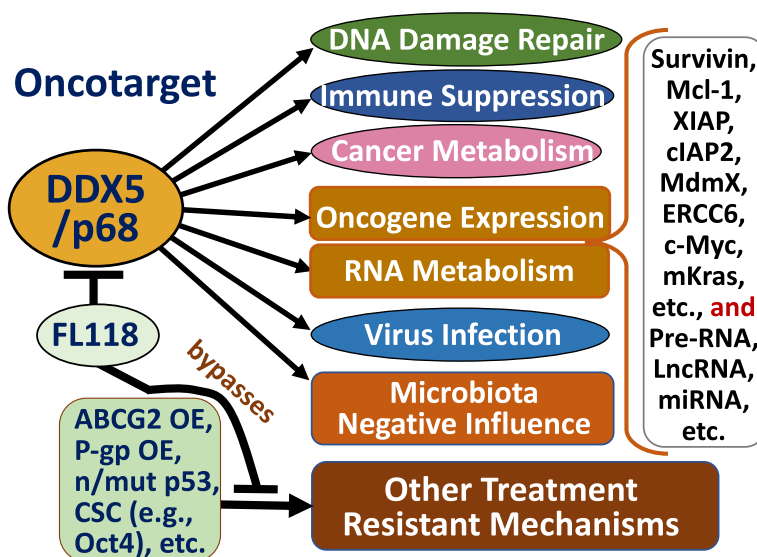 Oncotarget
DDX5
/p68
FL118
bypasses
ABCG2 OE,
P-gp OE,
n/mut p53,
CSC (e.g.,
Oct4), etc.
DNA Damage Repair
Immune Suppression
Cancer Metabolism
Oncogene Expression
RNA Metabolism
Virus Infection
Microbiota
Negative Influence
Other Treatment
Resistant Mechanisms
Survivin,
Mcl-1,
XIAP,
cIAP2,
MdmX,
ERCC6,
c-Myc,
mKras,
etc., and
Pre-RNA,
LncRNA,
miRNA,
etc.